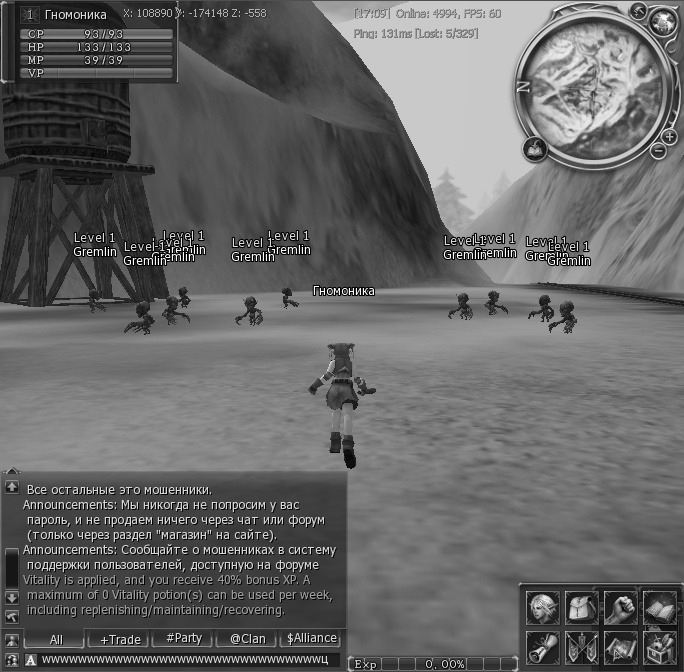 1 Гномоника X: 108890 Y: -174148 Z: -558
[17:09] Online: 4994, FPS: 60
Ping: 131ms [Lost: 5/329]
CP 93/93
HP 133/133
MP 39/39
VP
N
Level 1
Gremlin
Level 1
Gremlin
Level 1
Gremlin
Level 1
Gremlin
Level 1
Gremlin
Level 1
Gremlin
Level 1
Gremlin
Level 1
Gremlin
Level 1
Gremlin
Гномоника
Все остальные это мошенники.
Announcements: Мы никогда не попросим у вас
пароль, и не продаем ничего через чат или форум
(только через раздел "магазин" на сайте).
Announcements: Сообщайте о мошенниках в систему
поддержки пользователей, доступную на форуме
Vitality is applied, and you receive 40% bonus XP. A
maximum of 0 Vitality potion(s) can be used per week,
including replenishing/maintaining/recovering.
All +Trade #Party @Clan $Alliance
A wwwwwwwwwwwwwwwwwwwwwwwwwwwwwц
Exp 0.00%